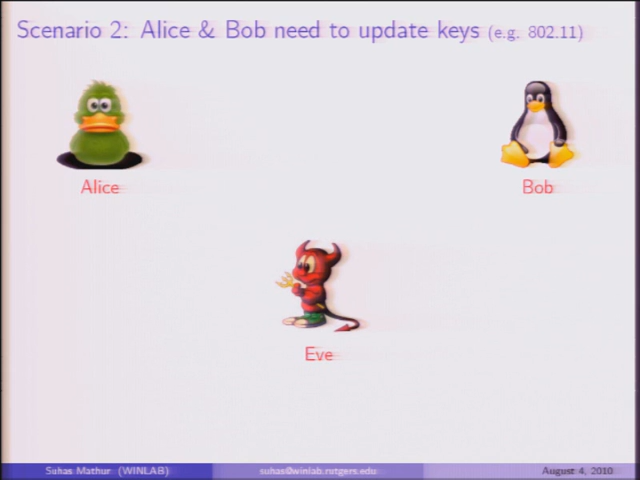 Scenario 2: Alice & Bob need to update keys (e.g. 802.11)
Alice
Bob
Eve
Suhas Mathur (WINLAB) suhas@winlab.rutgers.edu August 4, 2010